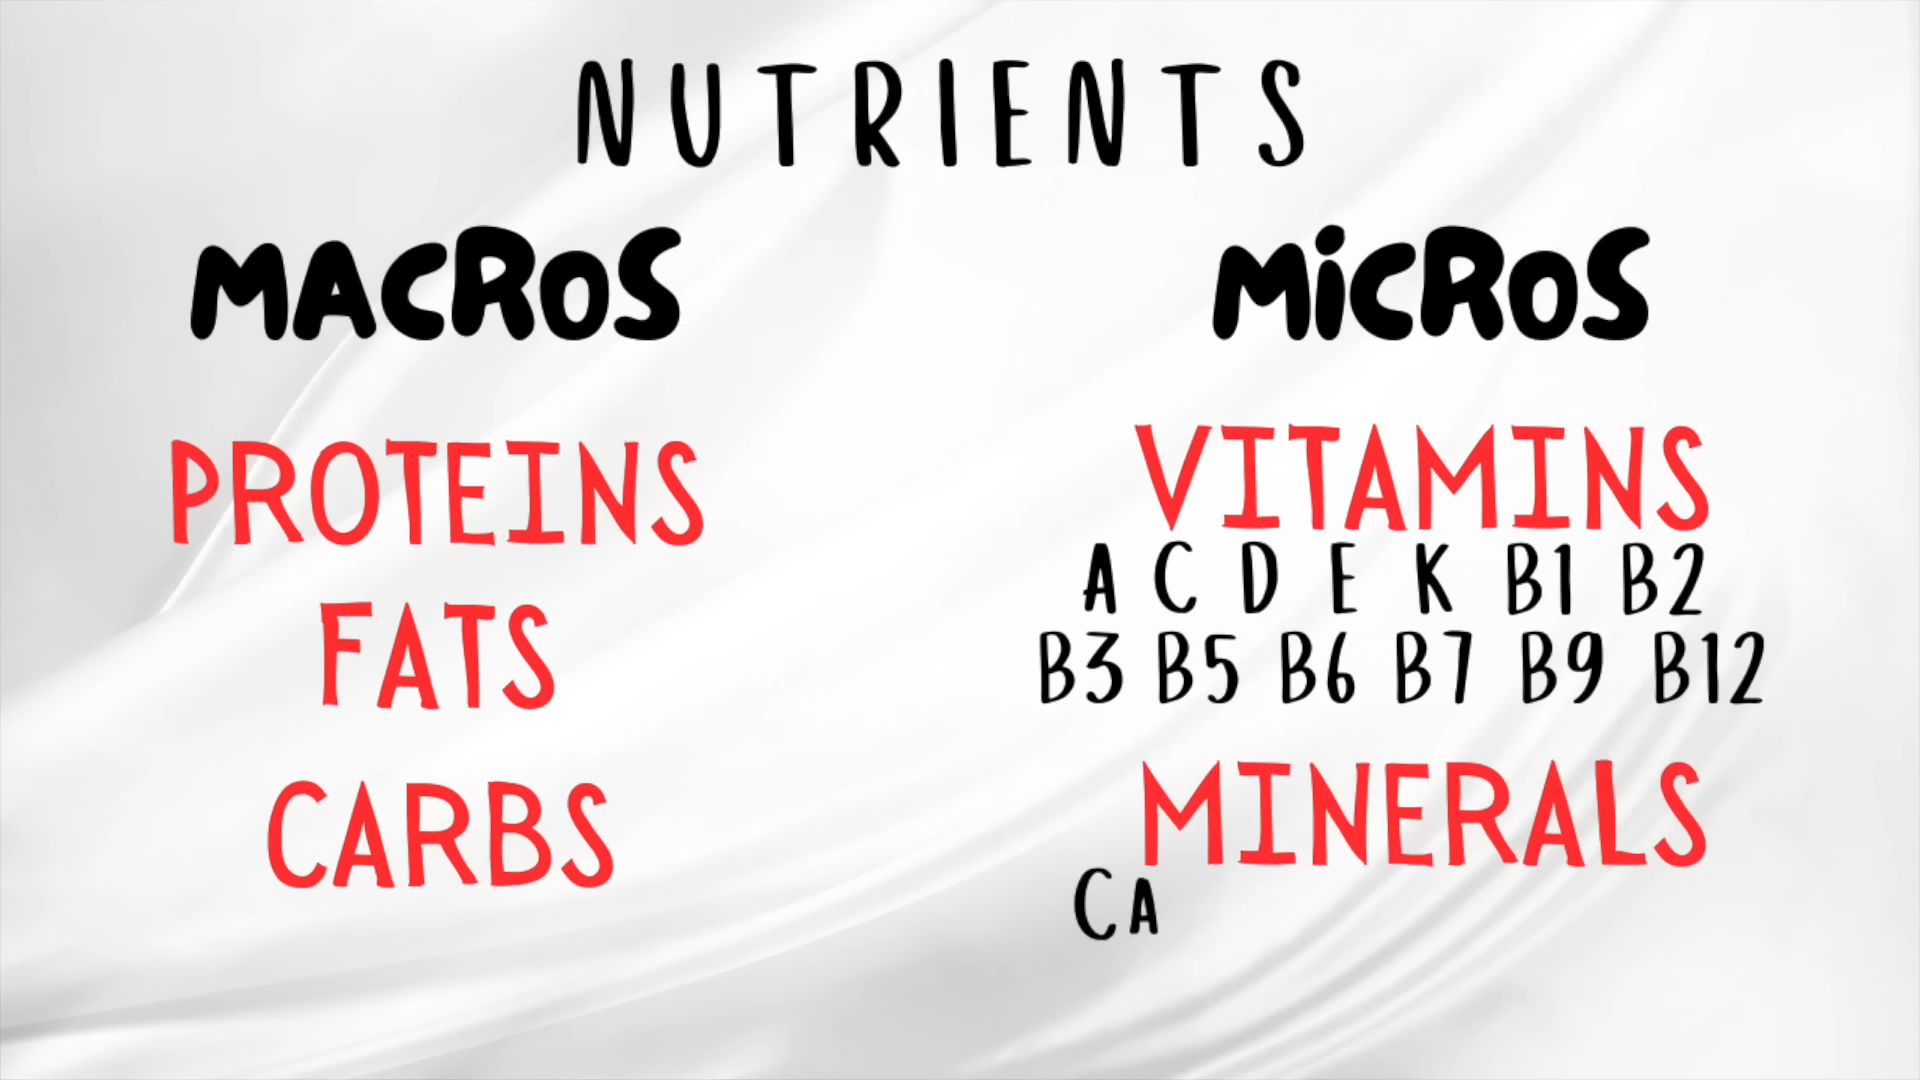 NUTRIENTS
MACROS
PROTEINS
FATS
CARBS
MiCROS
VITAMINS
A C D E K B1 B2
B3 B5 B6 B7 B9 B12
MINERALS
CA